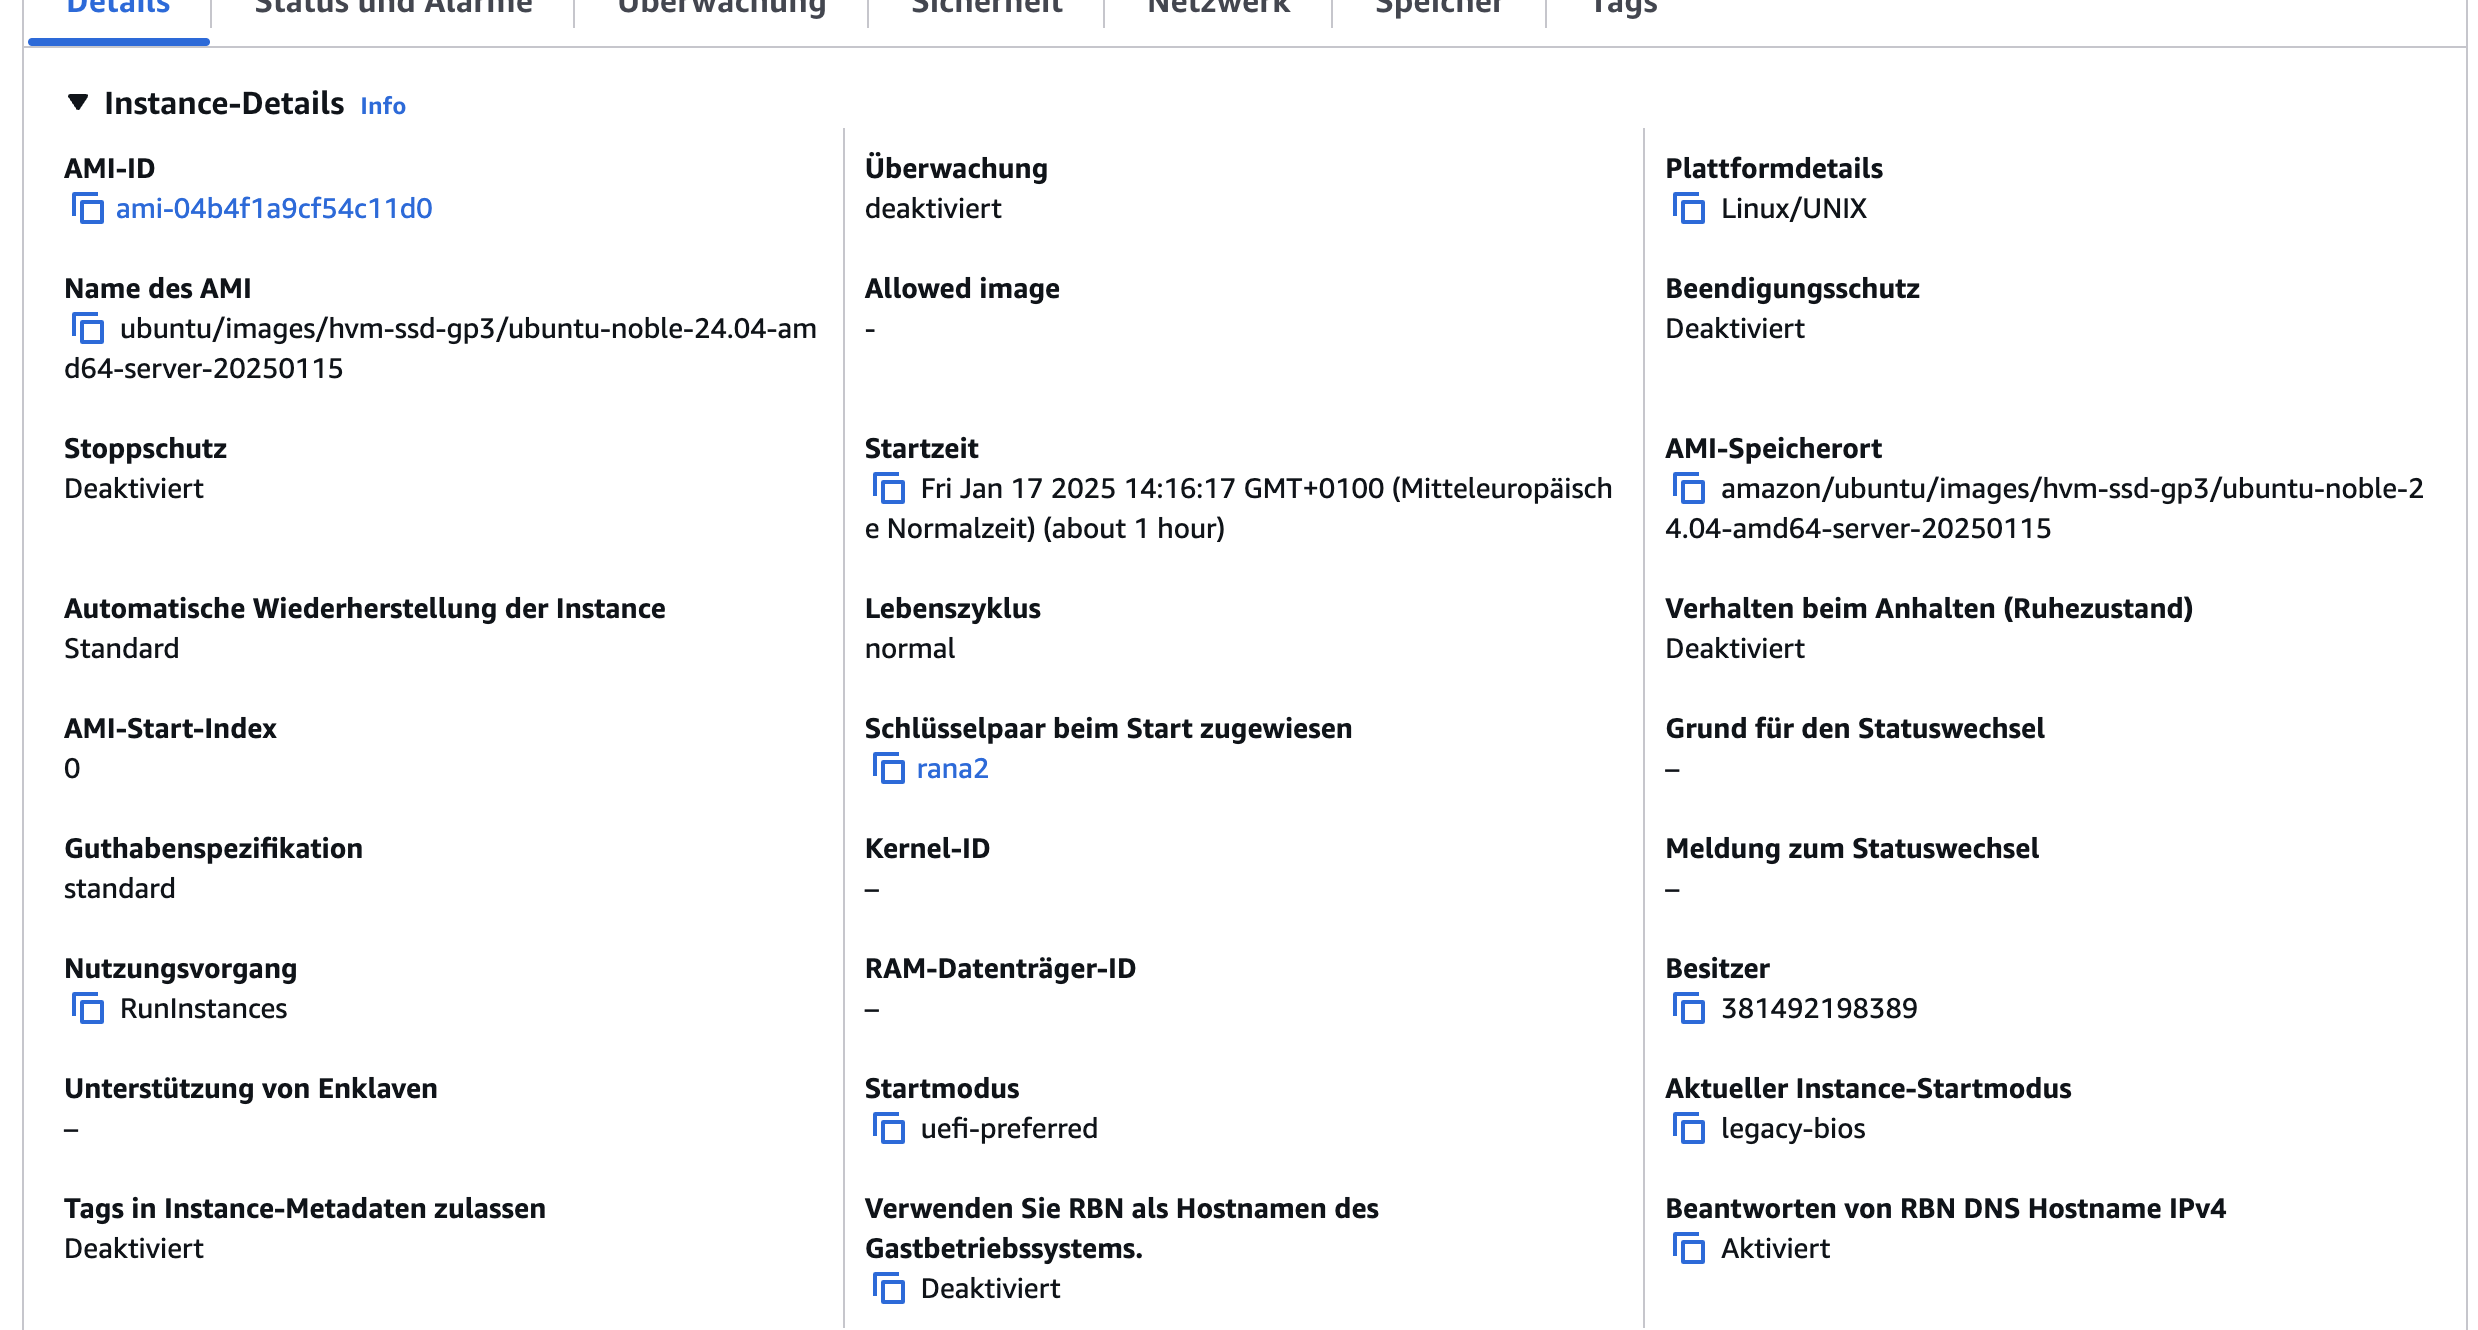 Details
Status und Alarme
Überwachung
Sicherheit
Netzwerk
Speicher
Tags
Instance-Details Info
AMI-ID
ami-04b4f1a9cf54c11d0
Überwachung
deaktiviert
Plattformdetails
Linux/UNIX
Name des AMI
ubuntu/images/hvm-ssd-gp3/ubuntu-noble-24.04-am
d64-server-20250115
Allowed image
-
Beendigungsschutz
Deaktiviert
Stoppschutz
Deaktiviert
Startzeit
Fri Jan 17 2025 14:16:17 GMT+0100 (Mitteleuropäisch
e Normalzeit) (about 1 hour)
AMI-Speicherort
amazon/ubuntu/images/hvm-ssd-gp3/ubuntu-noble-2
4.04-amd64-server-20250115
Automatische Wiederherstellung der Instance
Standard
Lebenszyklus
normal
Verhalten beim Anhalten (Ruhezustand)
Deaktiviert
AMI-Start-Index
0
Schlüsselpaar beim Start zugewiesen
rana2
Grund für den Statuswechsel
–
Guthabenspezifikation
standard
Kernel-ID
–
Meldung zum Statuswechsel
–
Nutzungsvorgang
RunInstances
RAM-Datenträger-ID
–
Besitzer
381492198389
Unterstützung von Enklaven
–
Startmodus
uefi-preferred
Aktueller Instance-Startmodus
legacy-bios
Tags in Instance-Metadaten zulassen
Deaktiviert
Verwenden Sie RBN als Hostnamen des
Gastbetriebssystems.
Deaktiviert
Beantworten von RBN DNS Hostname IPv4
Aktiviert